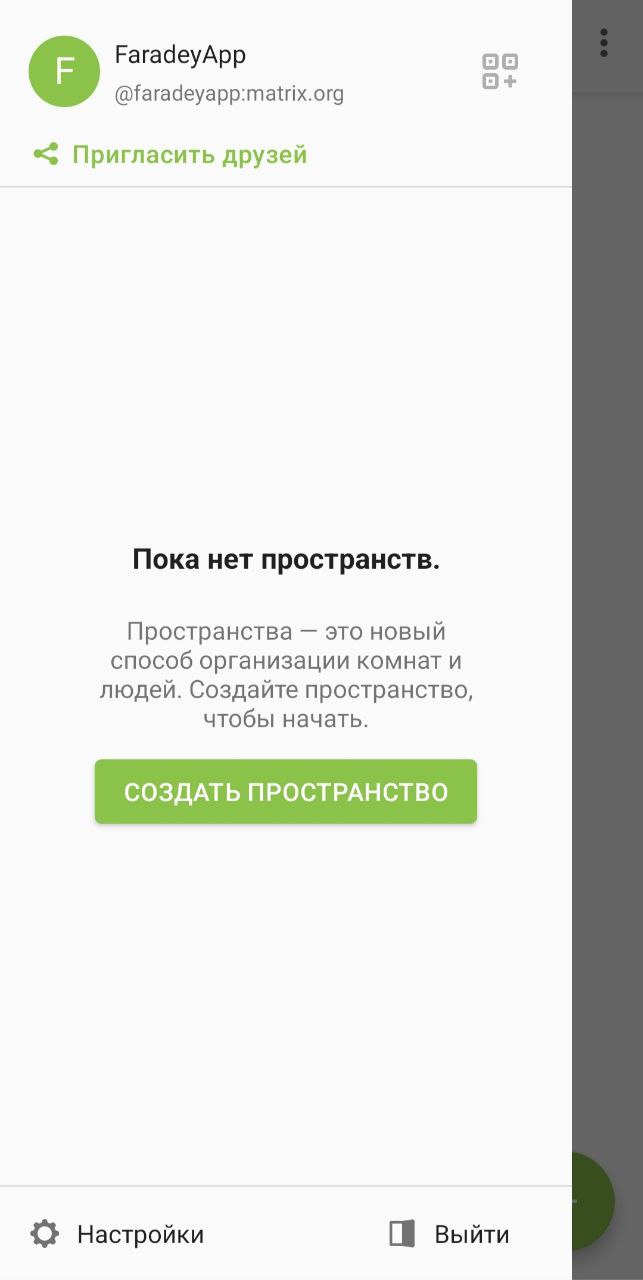 F
FaradeyApp
@faradeyapp:matrix.org
Пригласить друзей
Пока нет пространств.
Пространства — это новый
способ организации комнат и
людей. Создайте пространство,
чтобы начать.
СОЗДАТЬ ПРОСТРАНСТВО
Настройки
Выйти